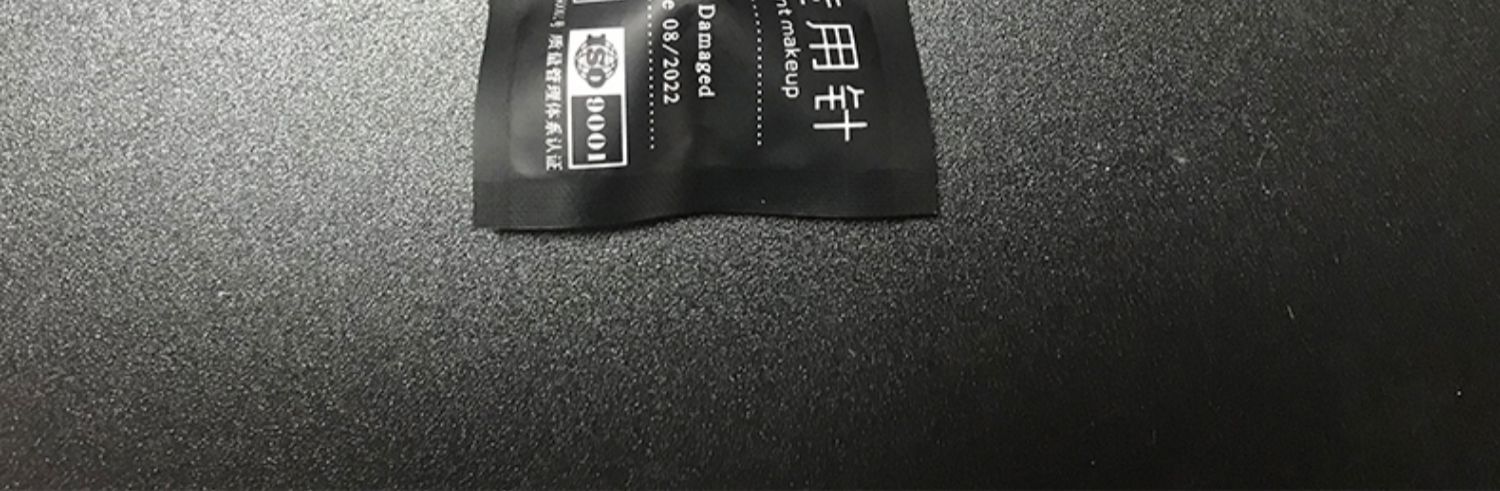 用针
nt makeup
Damaged
e 08/2022
ISO 9001
质量管理体系认证